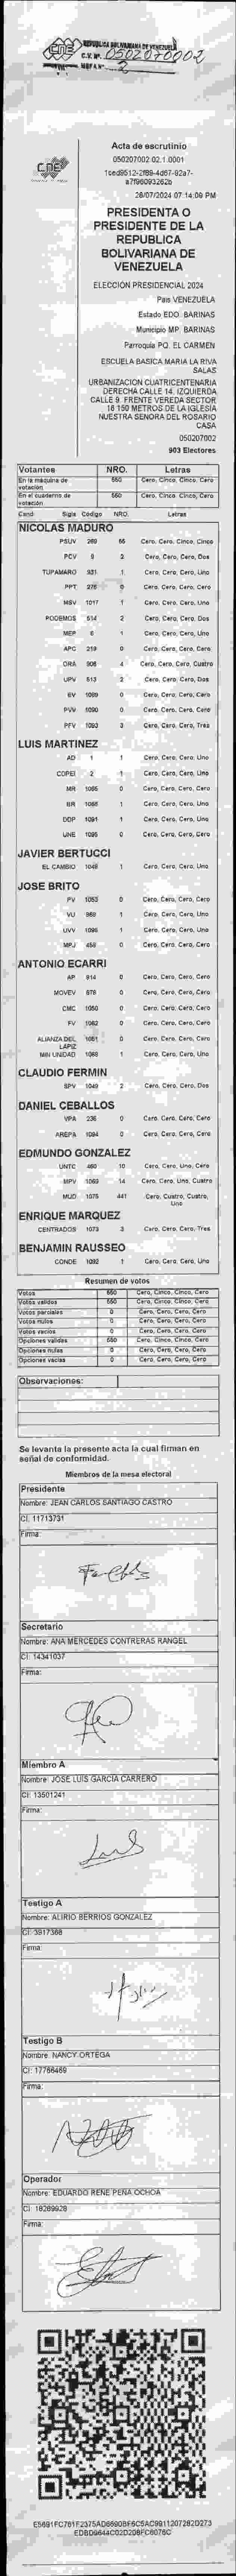 CNE
REPUBLICA BOLIVARIANA DE VENEZUELA
C.V. Nº. 0502070002
MESA Nº. 2
CNE
Acta de escrutinio
050207002.02.1.0001
28/07/2024 07:14:09 PM
PRESIDENTA O
PRESIDENTE DE LA
REPUBLICA
BOLIVARIANA DE
VENEZUELA
ELECCIÓN PRESIDENCIAL 2024
País VENEZUELA
Estado EDO. BARINAS
Municipio MP. BARINAS
Parroquia PQ. EL CARMEN
ESCUELA BASICA MARIA LA RIVA
SALAS
URBANIZACION CUATRICENTENARIA
DERECHA CALLE 14. IZQUIERDA
CALLE 9. FRENTE VEREDA SECTOR
18 150 METROS DE LA IGLESIA
NUESTRA SENORA DEL ROSARIO
CASA
050207002
903 Electores
Votantes NRO. Letras
En la máquina de votación 550 Cero, Cinco, Cinco, Cero
En el cuaderno de votación 550 Cero, Cinco, Cinco, Cero
Cand. Sigla Código NRO. Letras
NICOLAS MADURO
PSUV 269 55 Cero, Cero, Cinco, Cinco
PCV 9 2 Cero, Cero, Cero, Dos
TUPAMARO 931 1 Cero, Cero, Cero, Uno
PPT 276 0 Cero, Cero, Cero, Cero
MSV 1017 1 Cero, Cero, Cero, Uno
PODEMOS 514 2 Cero, Cero, Cero, Dos
MEP 6 1 Cero, Cero, Cero, Uno
APC 219 0 Cero, Cero, Cero, Cero
ORA 906 4 Cero, Cero, Cero, Cuatro
UPV 513 2 Cero, Cero, Cero, Dos
EV 1089 0 Cero, Cero, Cero, Cero
PVV 1090 0 Cero, Cero, Cero, Cero
PFV 1093 3 Cero, Cero, Cero, Tres
LUIS MARTINEZ
AD 1 1 Cero, Cero, Cero, Uno
COPEI 2 1 Cero, Cero, Cero, Uno
MR 1065 0 Cero, Cero, Cero, Cero
BR 1066 1 Cero, Cero, Cero, Uno
DDP 1091 1 Cero, Cero, Cero, Uno
UNE 1095 0 Cero, Cero, Cero, Cero
JAVIER BERTUCCI
EL CAMBIO 1048 1 Cero, Cero, Cero, Uno
JOSE BRITO
PV 1053 0 Cero, Cero, Cero, Cero
VU 969 1 Cero, Cero, Cero, Uno
UVV 1096 1 Cero, Cero, Cero, Uno
MPJ 458 0 Cero, Cero, Cero, Cero
ANTONIO ECARRI
AP 914 0 Cero, Cero, Cero, Cero
MOVEV 979 0 Cero, Cero, Cero, Cero
CMC 1050 0 Cero, Cero, Cero, Cero
FV 1062 0 Cero, Cero, Cero, Cero
ALIANZA DEL LAPIZ 1051 0 Cero, Cero, Cero, Cero
MIN UNIDAD 1068 1 Cero, Cero, Cero, Uno
CLAUDIO FERMIN
SPV 1049 2 Cero, Cero, Cero, Dos
DANIEL CEBALLOS
VPA 236 0 Cero, Cero, Cero, Cero
AREPA 1094 0 Cero, Cero, Cero, Cero
EDMUNDO GONZALEZ
UNTC 460 10 Cero, Cero, Uno, Cero
MPV 1069 14 Cero, Cero, Uno, Cuatro
MUD 1075 441 Cero, Cuatro, Cuatro, Uno
ENRIQUE MARQUEZ
CENTRADOS 1073 3 Cero, Cero, Cero, Tres
BENJAMIN RAUSSEO
CONDE 1092 1 Cero, Cero, Cero, Uno
Resumen de votos
Votos 550 Cero, Cinco, Cinco, Cero
Votos validos 550 Cero, Cinco, Cinco, Cero
Votos parciales 0 Cero, Cero, Cero, Cero
Votos nulos 0 Cero, Cero, Cero, Cero
Votos vacios 0 Cero, Cero, Cero, Cero
Opciones validas 550 Cero, Cinco, Cinco, Cero
Opciones nulas 0 Cero, Cero, Cero, Cero
Opciones vacias 0 Cero, Cero, Cero, Cero
Observaciones:
Se levanta la presente acta la cual firman en
señal de conformidad.
Miembros de la mesa electoral
Presidente
Nombre: JEAN CARLOS SANTIAGO CASTRO
CI: 11713731
Firma:
Secretario
Nombre: ANA MERCEDES CONTRERAS RANGEL
CI: 14341037
Firma:
Miembro A
Nombre: JOSE LUIS GARCIA CARRERO
CI: 13501241
Firma:
Testigo A
Nombre: ALIRIO BERRIOS GONZALEZ
CI: 3917368
Firma:
Testigo B
Nombre: NANCY ORTEGA
CI: 17766469
Firma:
Operador
Nombre: EDUARDO RENE PENA OCHOA
CI: 18289928
Firma: